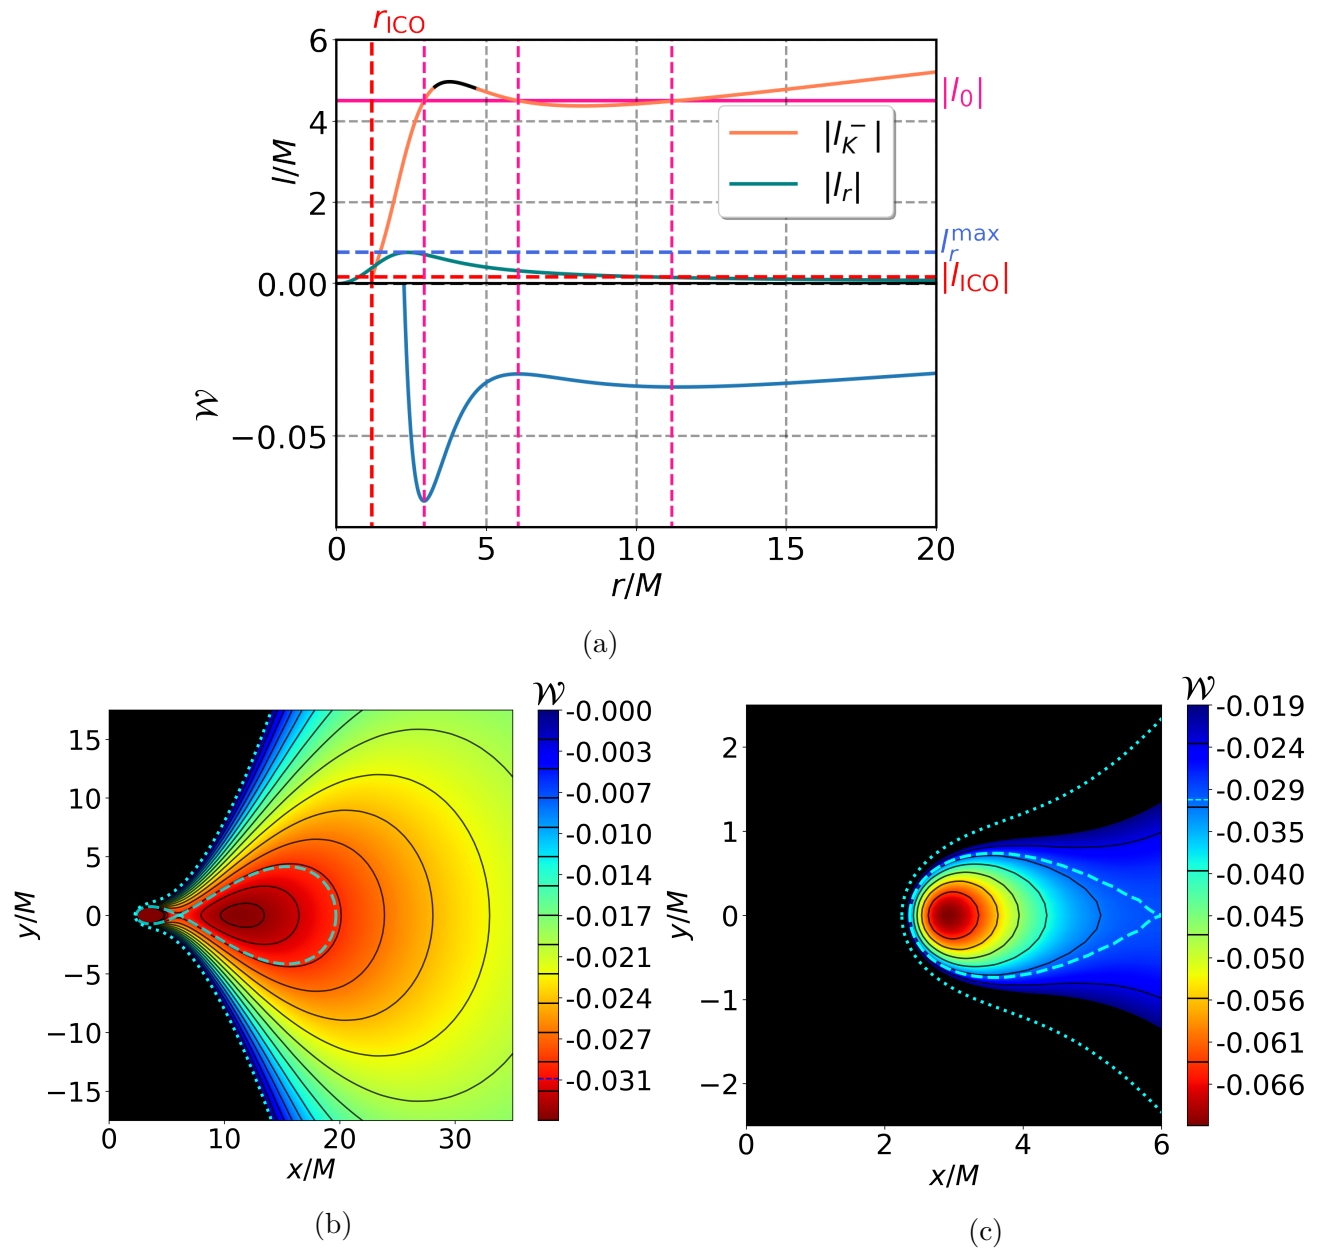 r_ICO
6
|l_0|
4
|l_K^-|
l/M
|l_r|
2
l_r^max
|l_ICO|
0.00
𝒲
−0.05
0 5 10 15 20
r/M
(a)
𝒲
-0.000
15
-0.003
10
-0.007
5
-0.010
-0.014
y/M
0
-0.017
−5
-0.021
-0.024
−10
-0.027
−15
-0.031
0 10 20 30
x/M
(b)
𝒲
-0.019
2
-0.024
1
-0.029
-0.035
y/M
0
-0.040
-0.045
−1
-0.050
-0.056
−2
-0.061
-0.066
0 2 4 6
x/M
(c)